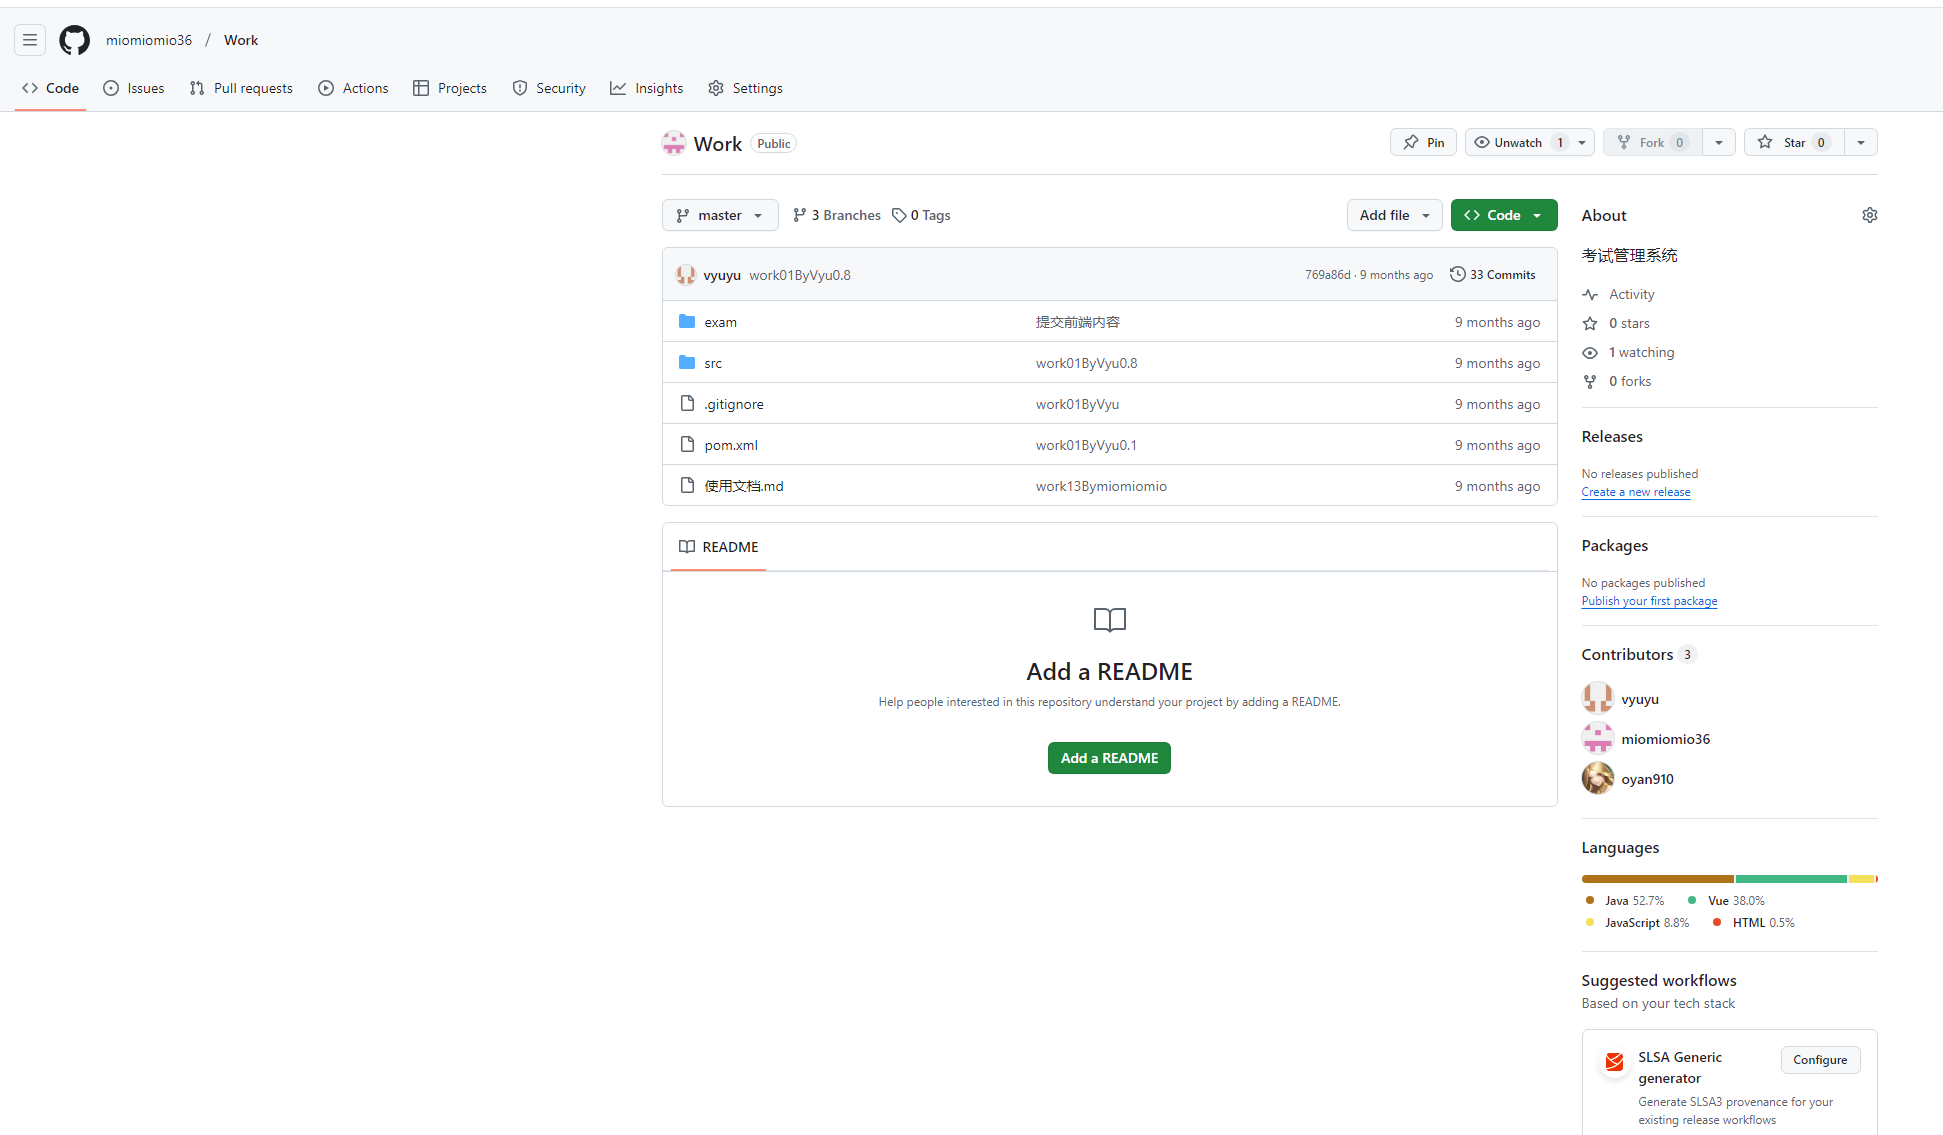 miomiomio36 / Work
Code Issues Pull requests Actions Projects Security Insights Settings
Work Public
Pin Unwatch 1 Fork 0 Star 0
master 3 Branches 0 Tags Add file Code
vyuyu work01ByVyu0.8 769a86d · 9 months ago 33 Commits
exam 提交前端内容 9 months ago
src work01ByVyu0.8 9 months ago
.gitignore work01ByVyu 9 months ago
pom.xml work01ByVyu0.1 9 months ago
使用文档.md work13Bymiomiomio 9 months ago
README
Add a README
Help people interested in this repository understand your project by adding a README.
Add a README
About
考试管理系统
Activity
0 stars
1 watching
0 forks
Releases
No releases published
Create a new release
Packages
No packages published
Publish your first package
Contributors 3
vyuyu
miomiomio36
oyan910
Languages
Java 52.7% Vue 38.0%
JavaScript 8.8% HTML 0.5%
Suggested workflows
Based on your tech stack
SLSA Generic Configure
generator
Generate SLSA3 provenance for your
existing release workflows